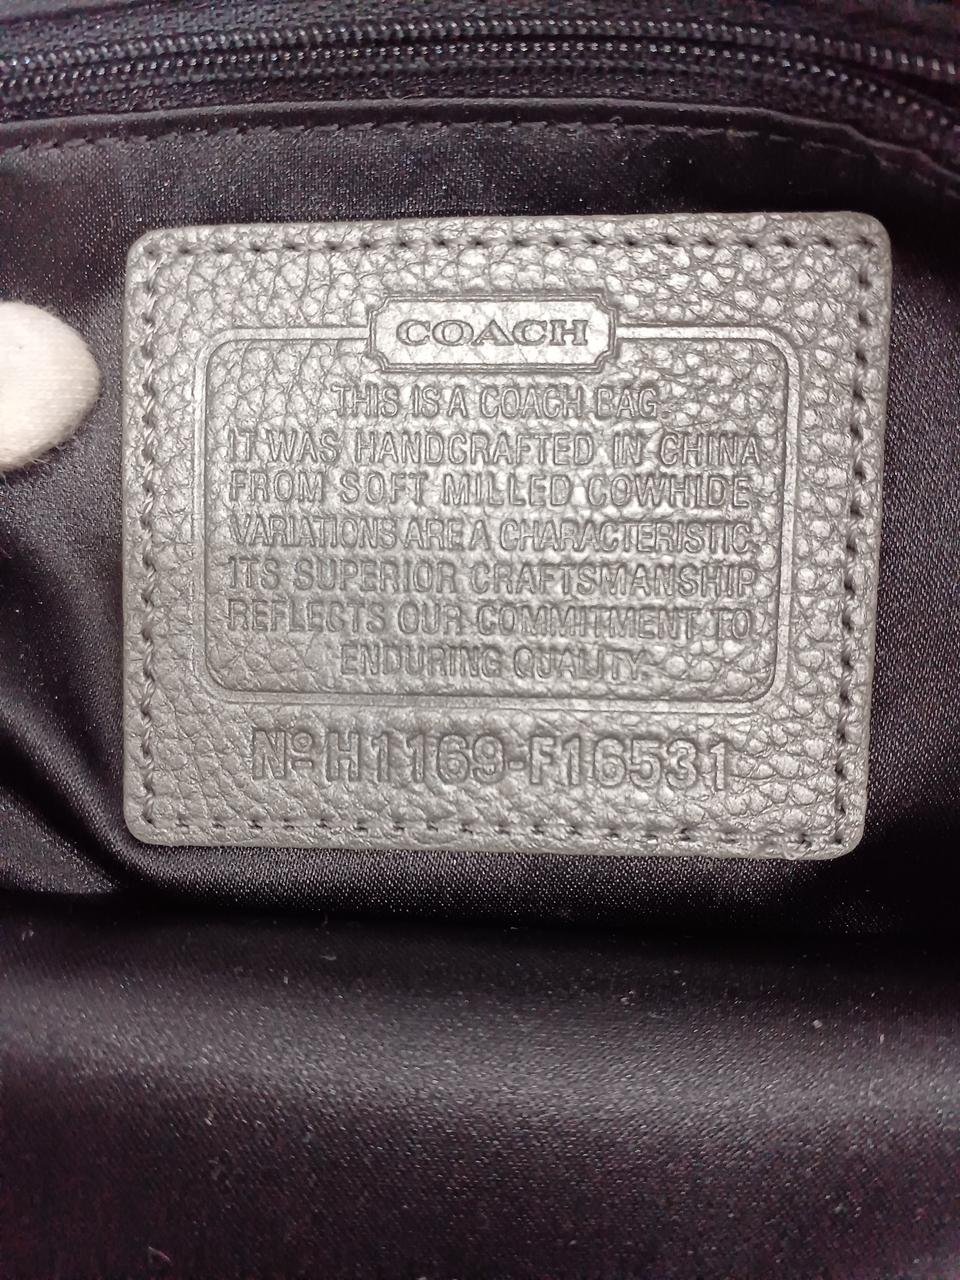 COACH
THIS IS A COACH BAG.
IT WAS HANDCRAFTED IN CHINA
FROM SOFT MILLED COWHIDE.
VARIATIONS ARE A CHARACTERISTIC.
ITS SUPERIOR CRAFTSMANSHIP
REFLECTS OUR COMMITMENT TO
ENDURING QUALITY.
Nº H1169-F16531